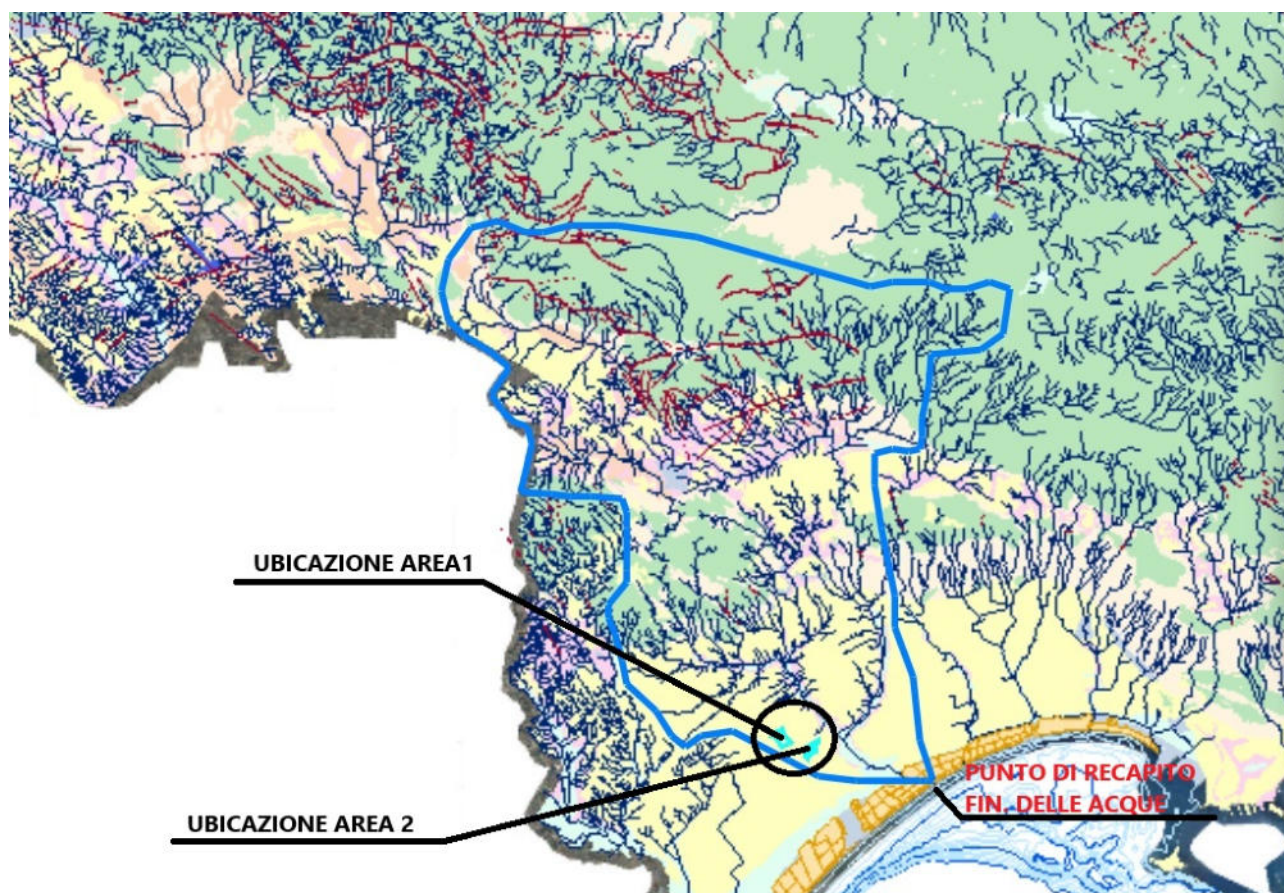 UBICAZIONE AREA1
UBICAZIONE AREA 2
PUNTO DI RECAPITO
FIN. DELLE ACQUE